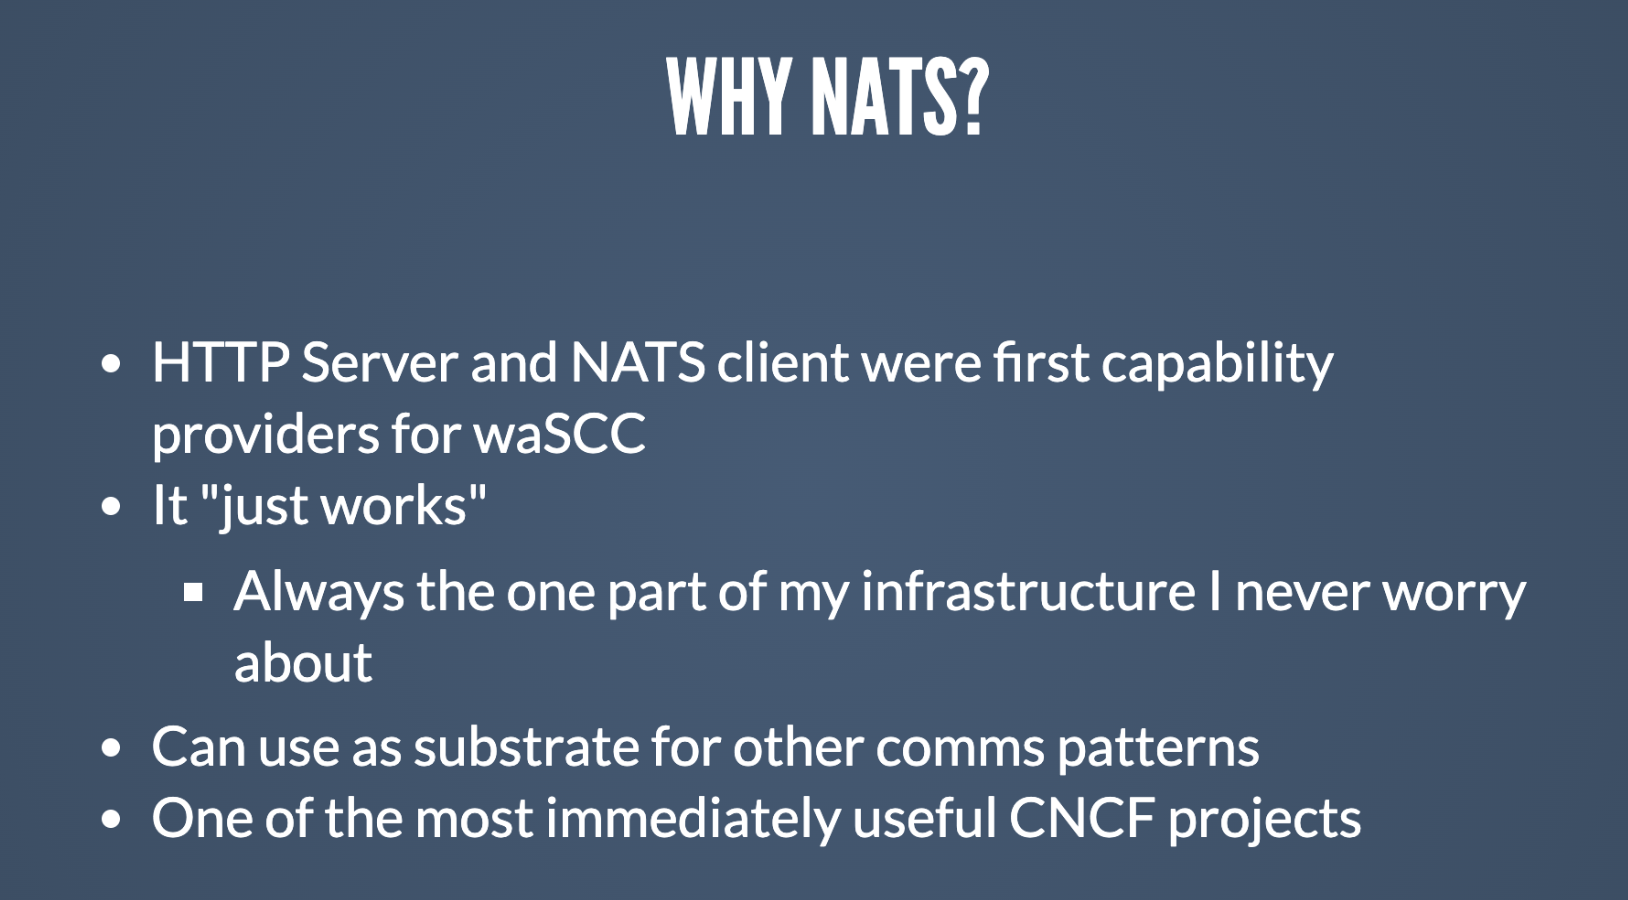 WHY NATS?
• HTTP Server and NATS client were first capability
providers for waSCC
• It "just works"
▪ Always the one part of my infrastructure I never worry
about
• Can use as substrate for other comms patterns
• One of the most immediately useful CNCF projects